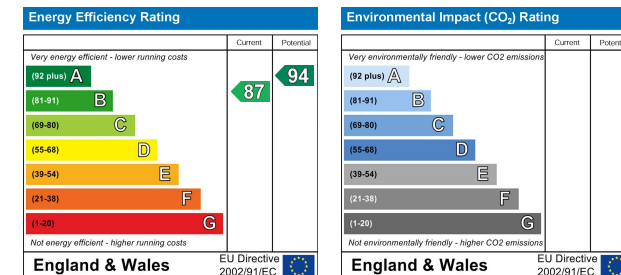 Energy Efficiency Rating
Current Potential
Very energy efficient - lower running costs
(92 plus) A
(81-91) B
(69-80) C
(55-68) D
(39-54) E
(21-38) F
(1-20) G
87
94
Not energy efficient - higher running costs
England & Wales
EU Directive
2002/91/EC
Environmental Impact (CO₂) Rating
Current Potent
Very environmentally friendly - lower CO2 emissions
(92 plus) A
(81-91) B
(69-80) C
(55-68) D
(39-54) E
(21-38) F
(1-20) G
Not environmentally friendly - higher CO2 emissions
England & Wales
EU Directive
2002/91/EC